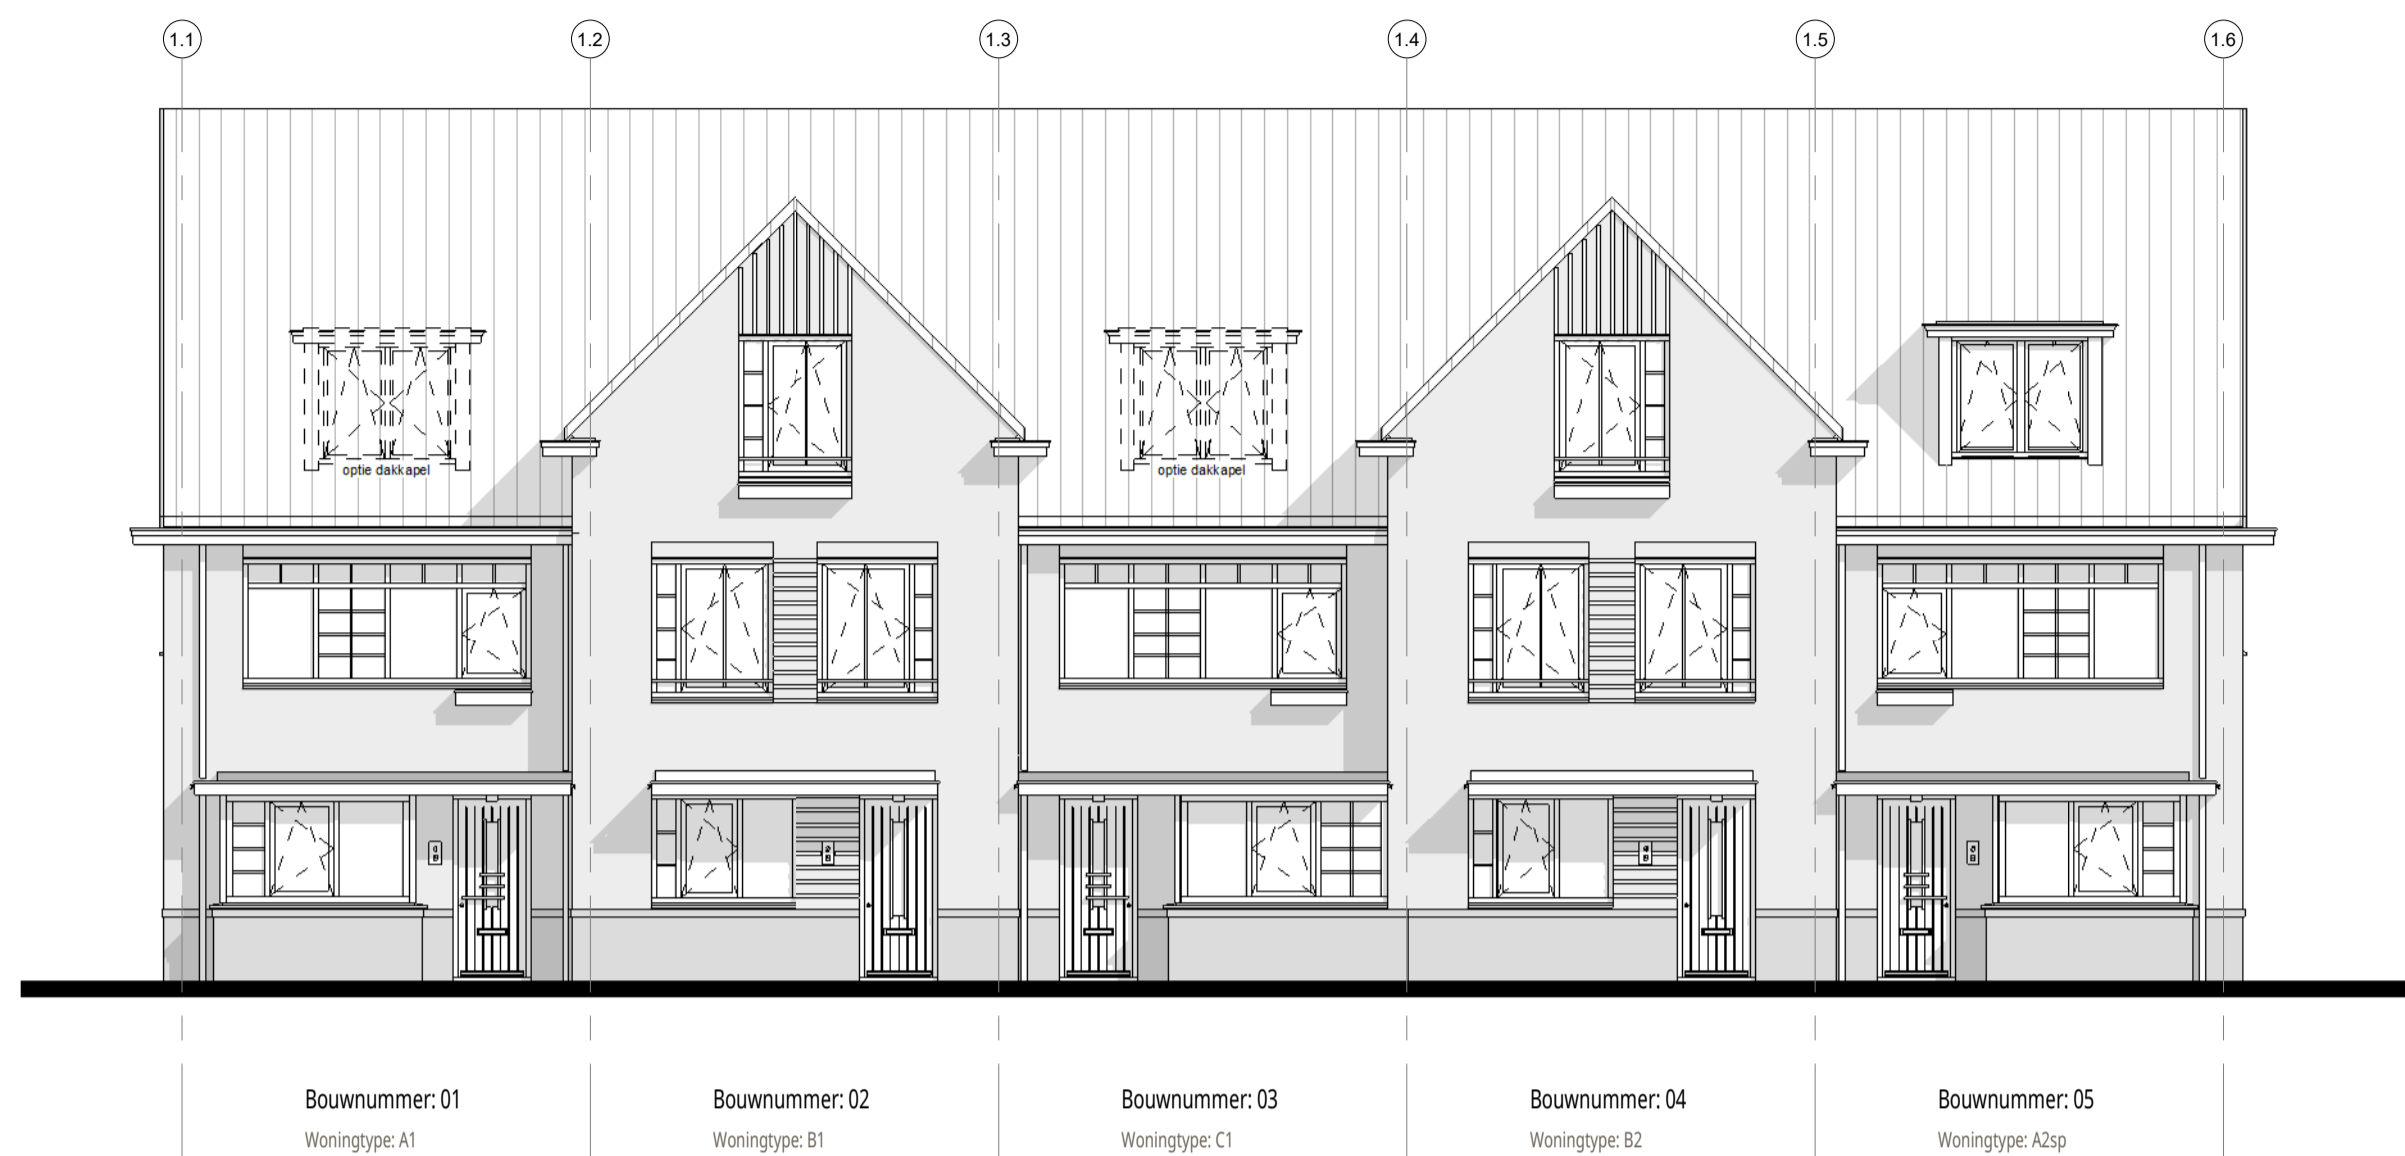 1.1 1.2 1.3 1.4 1.5 1.6
optie dakkapel optie dakkapel
Bouwnummer: 01 Bouwnummer: 02 Bouwnummer: 03 Bouwnummer: 04 Bouwnummer: 05
Woningtype: A1 Woningtype: B1 Woningtype: C1 Woningtype: B2 Woningtype: A2sp